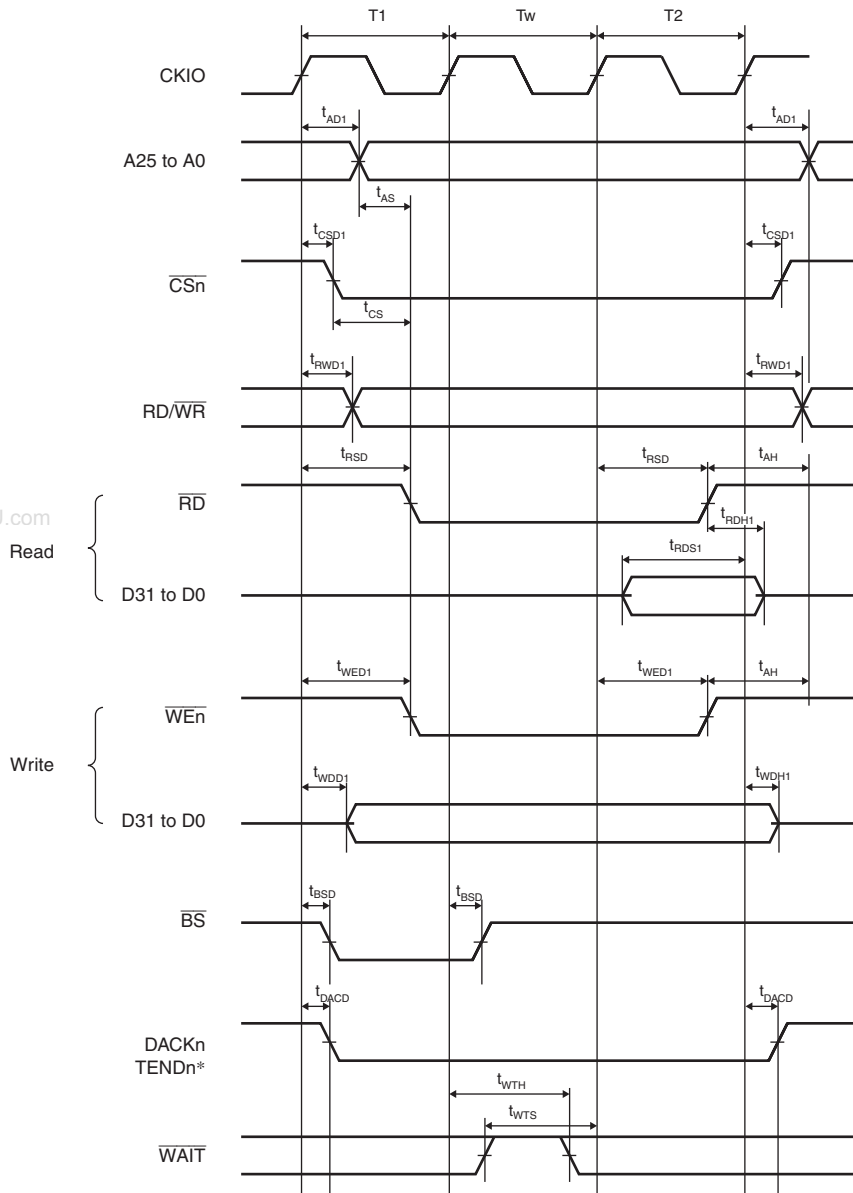 T1 Tw T2
CKIO
tAD1 tAD1
A25 to A0
tAS
tCSD1 tCSD1
CSn
tCS
tRWD1 tRWD1
RD/WR
tRSD tRSD tAH
RD
J.com
tRDH1
Read
tRDS1
D31 to D0
tWED1 tWED1 tAH
WEn
Write
tWDD1 tWDH1
D31 to D0
tBSD tBSD
BS
tDACD tDACD
DACKn
TENDn*
tWTH
tWTS
WAIT